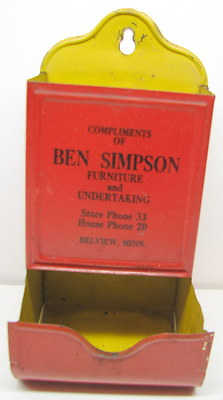 COMPLIMENTS
OF
BEN SIMPSON
FURNITURE
and
UNDERTAKING
Store Phone 33
House Phone 20
BELVIEW, MINN.